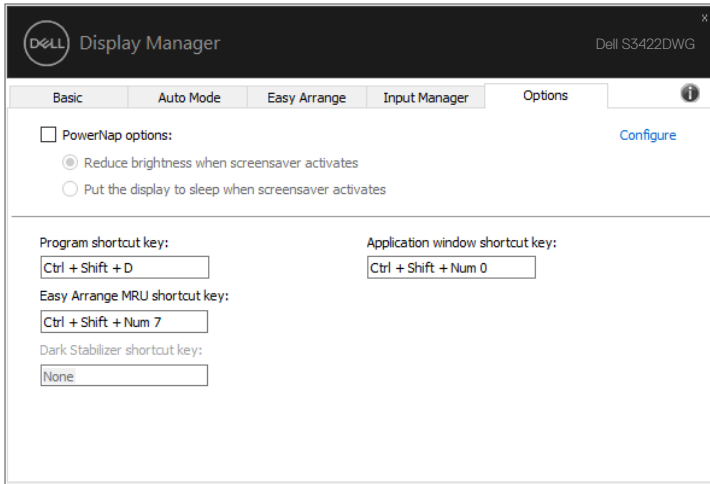 x
DELL Display Manager Dell S3422DWG
Basic Auto Mode Easy Arrange Input Manager Options i
PowerNap options: Configure
Reduce brightness when screensaver activates
Put the display to sleep when screensaver activates
Program shortcut key: Application window shortcut key:
Ctrl + Shift + D Ctrl + Shift + Num 0
Easy Arrange MRU shortcut key:
Ctrl + Shift + Num 7
Dark Stabilizer shortcut key:
None